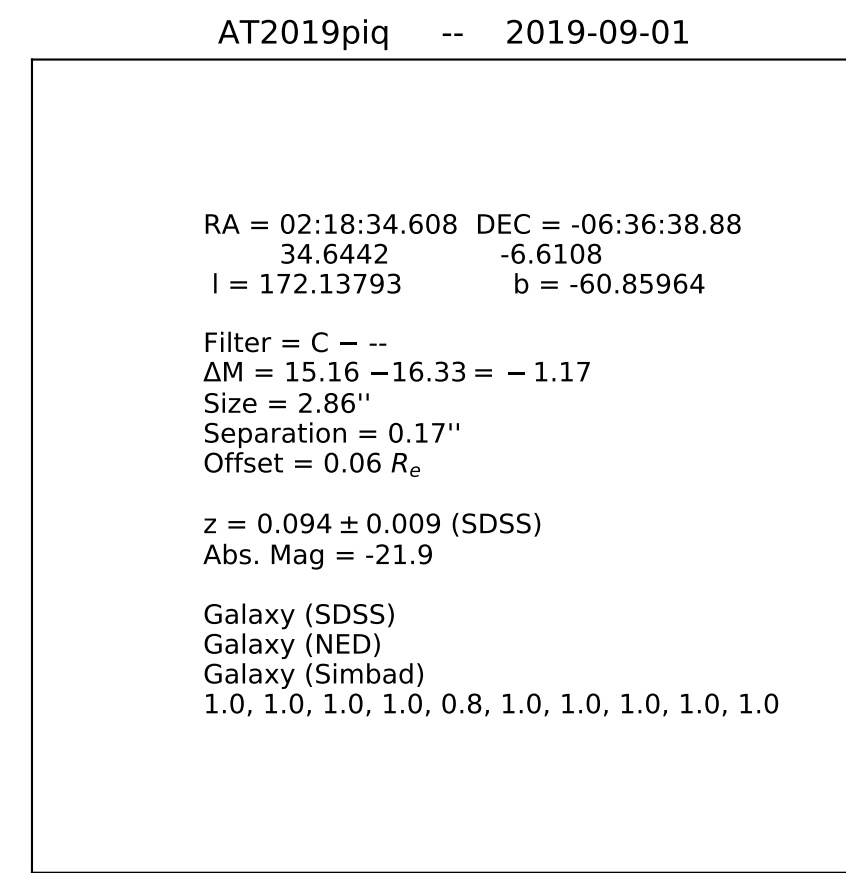 AT2019piq -- 2019-09-01
RA = 02:18:34.608 DEC = -06:36:38.88
34.6442 -6.6108
l = 172.13793 b = -60.85964
Filter = C − --
ΔM = 15.16 −16.33 = − 1.17
Size = 2.86''
Separation = 0.17''
Offset = 0.06 Rₑ
z = 0.094 ± 0.009 (SDSS)
Abs. Mag = -21.9
Galaxy (SDSS)
Galaxy (NED)
Galaxy (Simbad)
1.0, 1.0, 1.0, 1.0, 0.8, 1.0, 1.0, 1.0, 1.0, 1.0